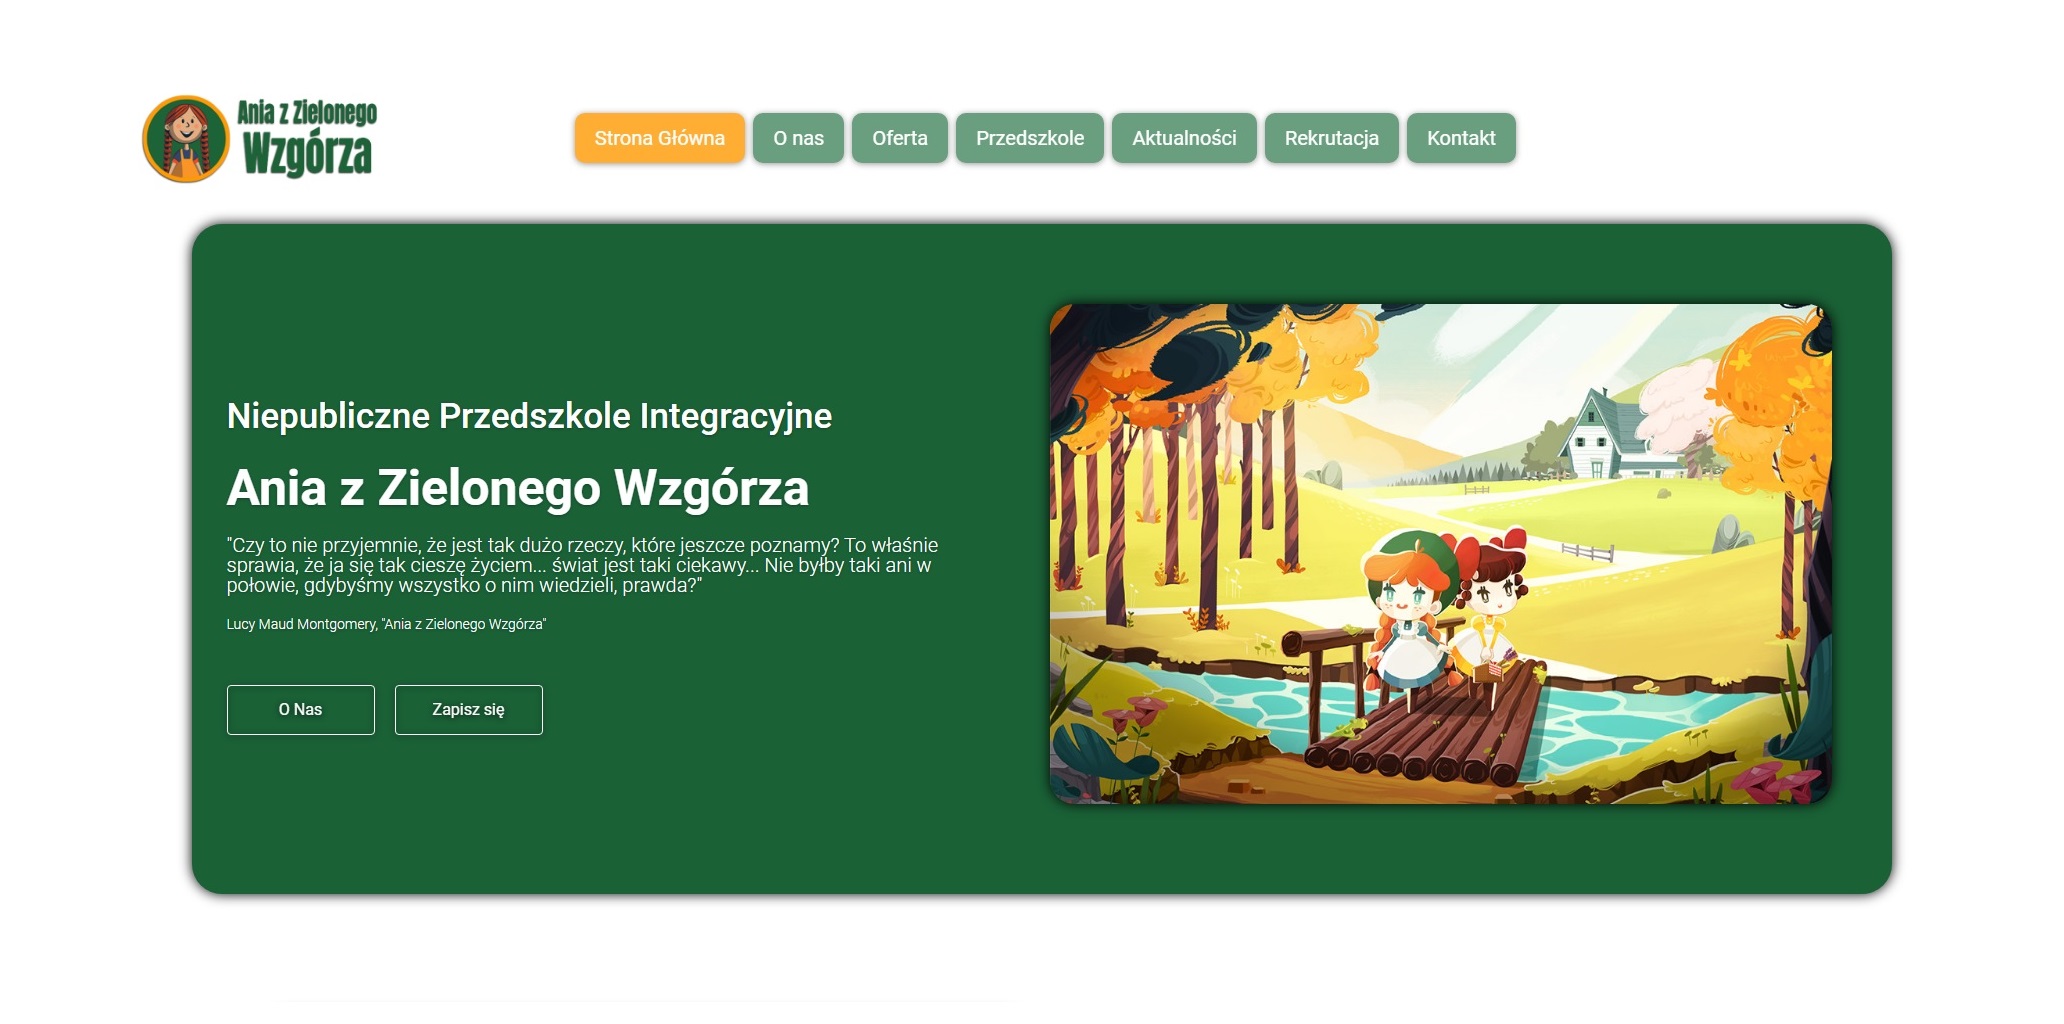 Ania z Zielonego
Wzgórza
Strona Główna
O nas
Oferta
Przedszkole
Aktualności
Rekrutacja
Kontakt
Niepubliczne Przedszkole Integracyjne
Ania z Zielonego Wzgórza
"Czy to nie przyjemnie, że jest tak dużo rzeczy, które jeszcze poznamy? To właśnie
sprawia, że ja się tak cieszę życiem... świat jest taki ciekawy... Nie byłby taki ani w
połowie, gdybyśmy wszystko o nim wiedzieli, prawda?"
Lucy Maud Montgomery, "Ania z Zielonego Wzgórza"
O Nas
Zapisz się